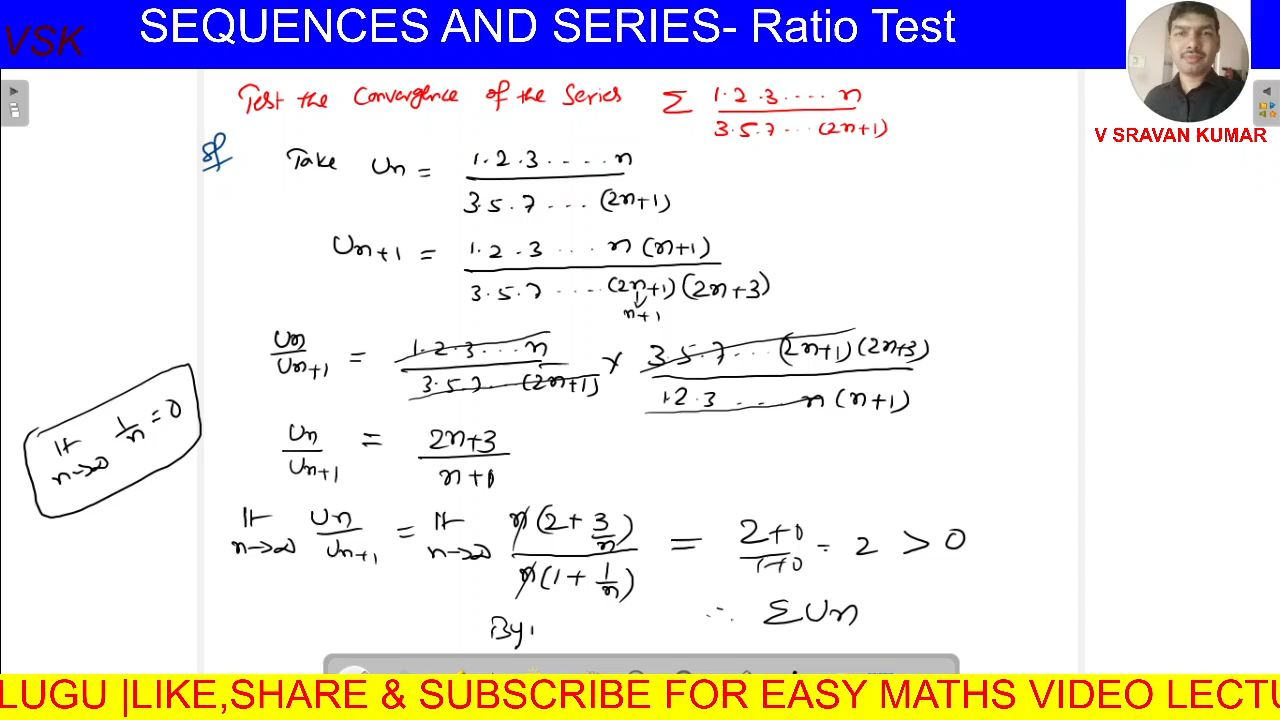 VSK
SEQUENCES AND SERIES- Ratio Test
V SRAVAN KUMAR
Test the Convergence of the Series Σ 1.2.3....n / 3.5.7...(2n+1)
Sol
Take Un = 1.2.3....n / 3.5.7...(2n+1)
Un+1 = 1.2.3...n(n+1) / 3.5.7....(2n+1)(2n+3)
n+1
Un/Un+1 = 1.2.3...n / 3.5.7...(2n+1) × 3.5.7...(2n+1)(2n+3) / 1.2.3....n(n+1)
lt n→∞ 1/n = 0
Un/Un+1 = 2n+3 / n+1
lt n→∞ Un/Un+1 = lt n→∞ n(2+3/n) / n(1+1/n) = 2+0 / 1+0 = 2 > 0
∴ ΣUn
By
LUGU |LIKE,SHARE & SUBSCRIBE FOR EASY MATHS VIDEO LECTU